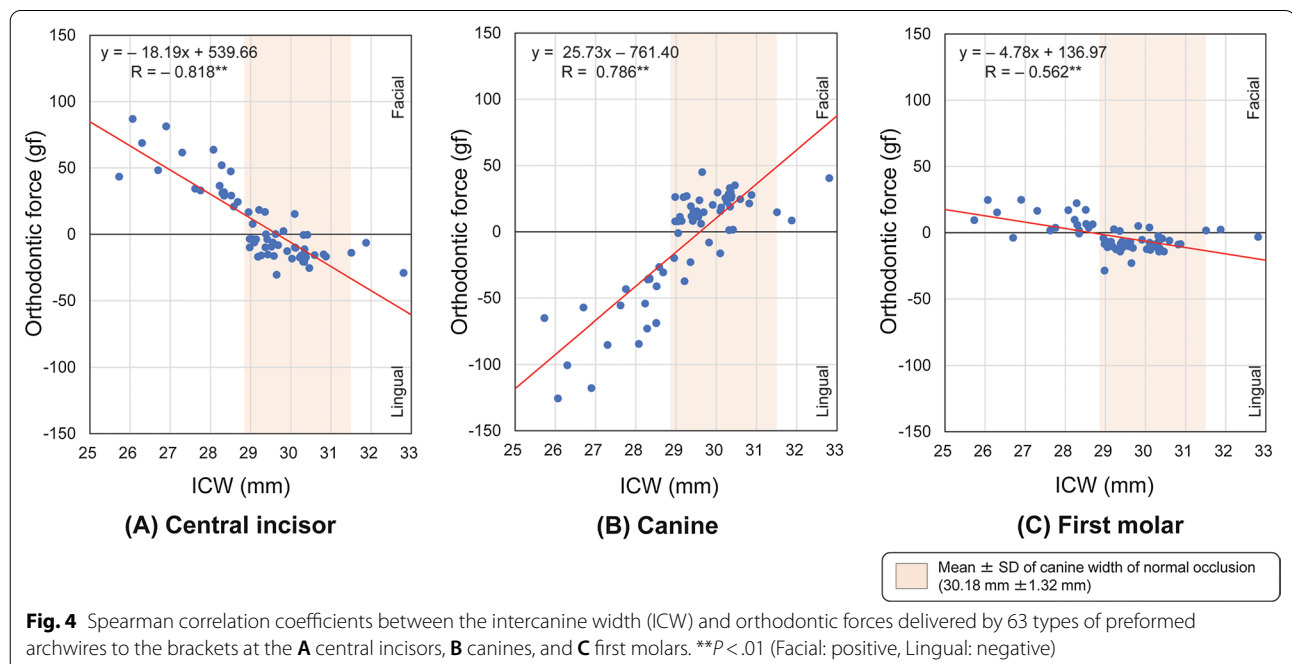 150
100
50
0
-50
-100
-150
Orthodontic force (gf)
y = – 18.19x + 539.66
R = – 0.818**
Facial
Lingual
25 26 27 28 29 30 31 32 33
ICW (mm)
(A) Central incisor
150
100
50
0
-50
-100
-150
Orthodontic force (gf)
y = 25.73x – 761.40
R = 0.786**
Facial
Lingual
25 26 27 28 29 30 31 32 33
ICW (mm)
(B) Canine
150
100
50
0
-50
-100
-150
Orthodontic force (gf)
y = – 4.78x + 136.97
R = – 0.562**
Facial
Lingual
25 26 27 28 29 30 31 32 33
ICW (mm)
(C) First molar
Mean ± SD of canine width of normal occlusion
(30.18 mm ±1.32 mm)
Fig. 4 Spearman correlation coefficients between the intercanine width (ICW) and orthodontic forces delivered by 63 types of preformed
archwires to the brackets at the A central incisors, B canines, and C first molars. **P < .01 (Facial: positive, Lingual: negative)